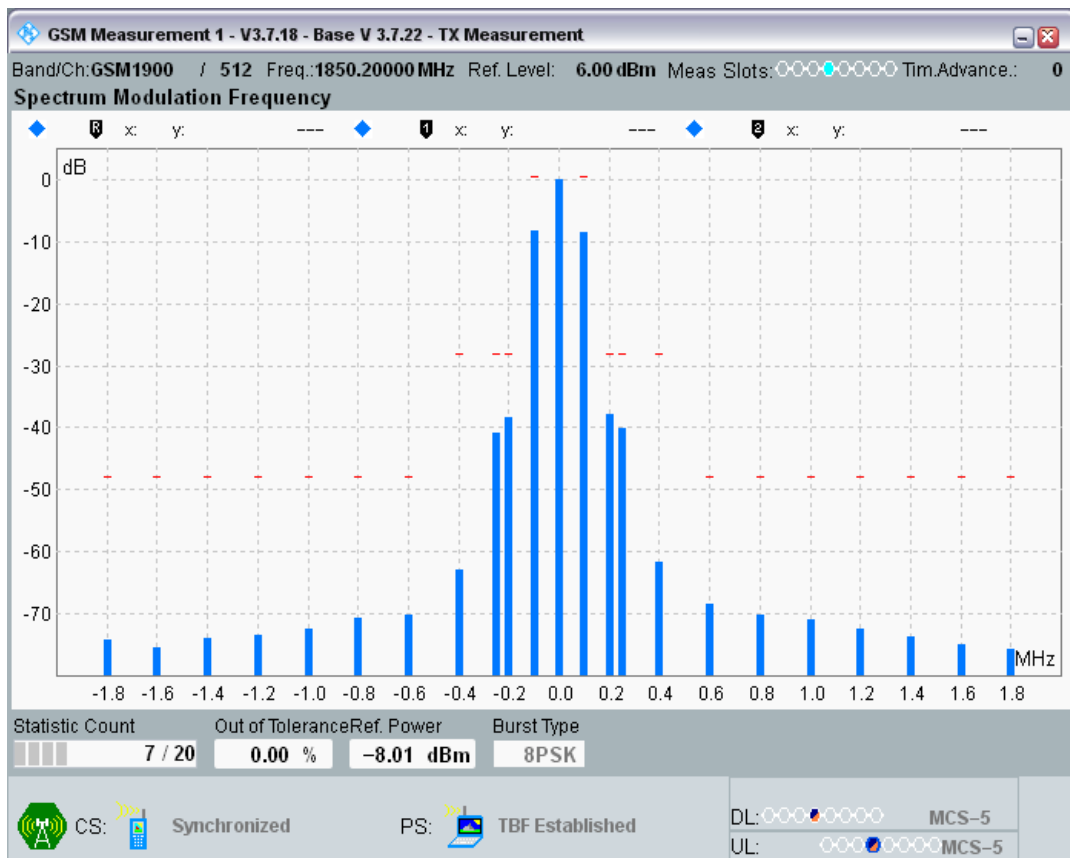 GSM Measurement 1 - V3.7.18 - Base V 3.7.22 - TX Measurement
Band/Ch:GSM1900 / 512 Freq.:1850.20000 MHz Ref. Level: 6.00 dBm Meas Slots: Tim.Advance.: 0
Spectrum Modulation Frequency
R x: y: --- 1 x: y: --- 2 x: y: ---
dB
0
-10
-20
-30
-40
-50
-60
-70
MHz
-1.8 -1.6 -1.4 -1.2 -1.0 -0.8 -0.6 -0.4 -0.2 0.0 0.2 0.4 0.6 0.8 1.0 1.2 1.4 1.6 1.8
Statistic Count Out of Tolerance Ref. Power Burst Type
7 / 20 0.00 % -8.01 dBm 8PSK
CS: Synchronized PS: TBF Established DL: MCS-5
UL: MCS-5